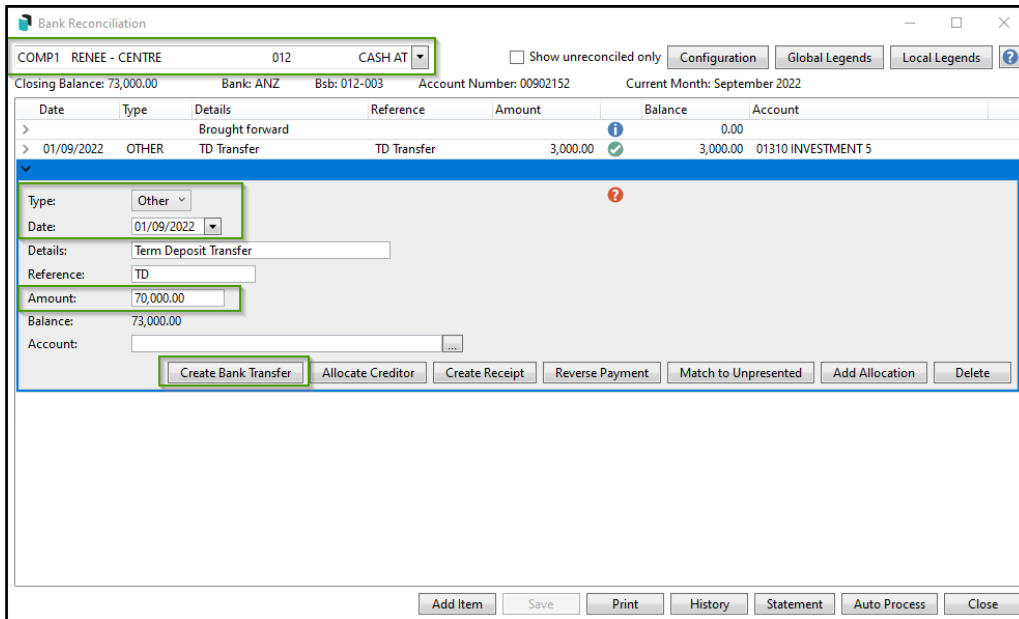 Bank Reconciliation
COMP1 RENEE - CENTRE 012 CASH AT Show unreconciled only Configuration Global Legends Local Legends ?
Closing Balance: 73,000.00 Bank: ANZ Bsb: 012-003 Account Number: 00902152 Current Month: September 2022
Date Type Details Reference Amount Balance Account
Brought forward 0.00
01/09/2022 OTHER TD Transfer TD Transfer 3,000.00 3,000.00 01310 INVESTMENT 5
Type: Other ?
Date: 01/09/2022
Details: Term Deposit Transfer
Reference: TD
Amount: 70,000.00
Balance: 73,000.00
Account: ...
Create Bank Transfer Allocate Creditor Create Receipt Reverse Payment Match to Unpresented Add Allocation Delete
Add Item Save Print History Statement Auto Process Close